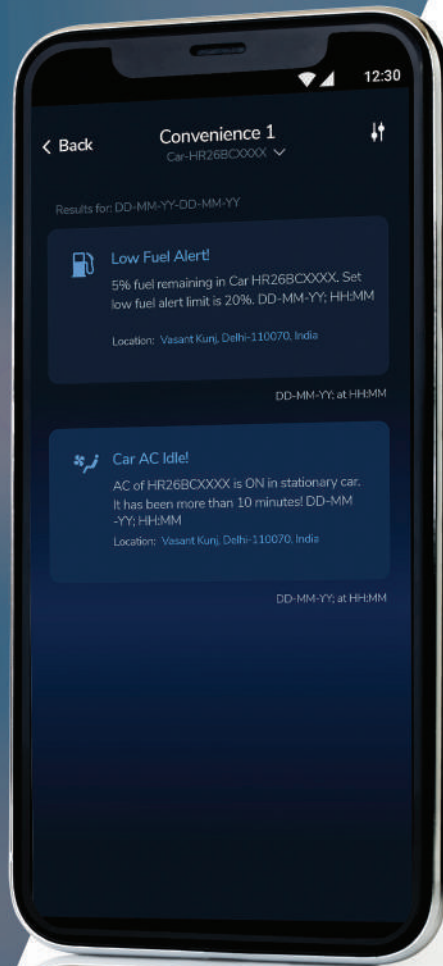 12:30
< Back
Convenience 1
Car-HR26BCXXXX
Results for: DD-MM-YY-DD-MM-YY
Low Fuel Alert!
5% fuel remaining in Car HR26BCXXXX. Set
low fuel alert limit is 20%. DD-MM-YY; HH:MM
Location: Vasant Kunj, Delhi-110070, India
DD-MM-YY; at HH:MM
Car AC Idle!
AC of HR26BCXXXX is ON in stationary car.
It has been more than 10 minutes! DD-MM
-YY; HH:MM
Location: Vasant Kunj, Delhi-110070, India
DD-MM-YY; at HH:MM